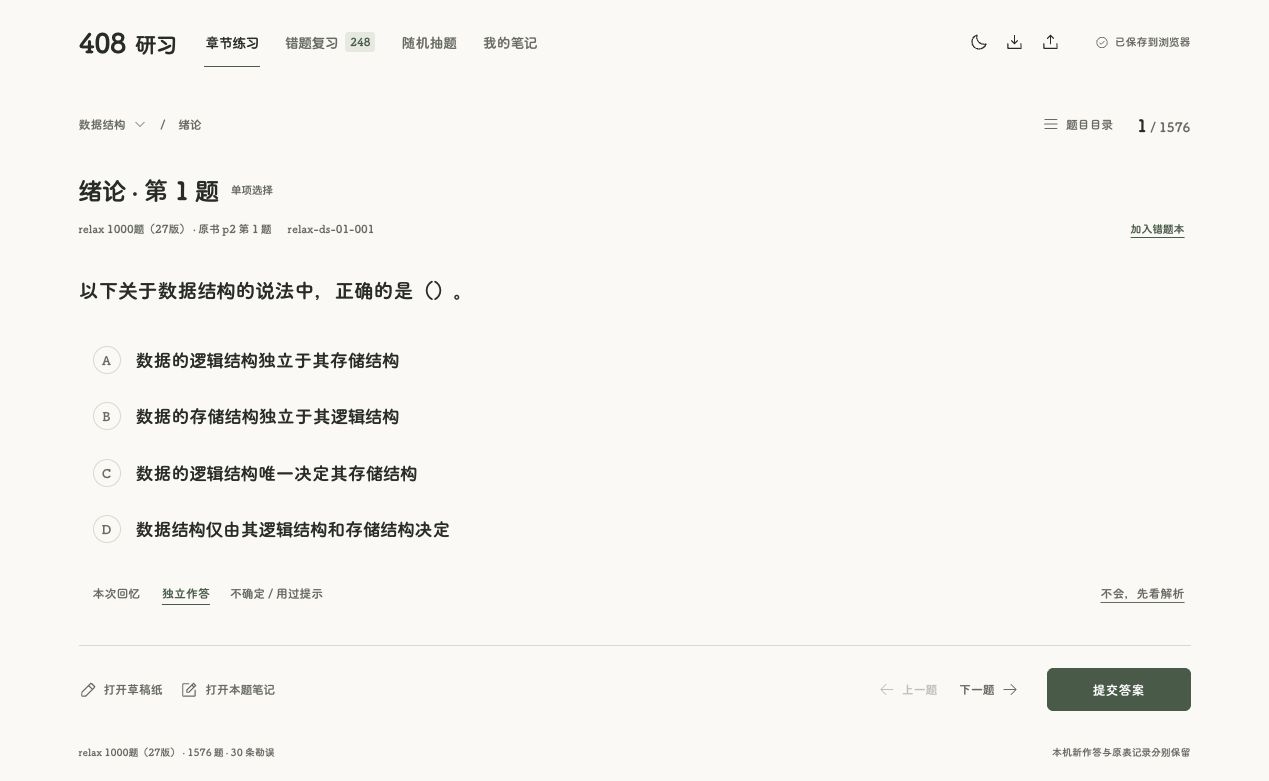 408 研习 章节练习 错题复习 248 随机抽题 我的笔记 已保存到浏览器
数据结构 / 绪论 题目目录 1 / 1576
绪论 · 第 1 题 单项选择
relax 1000题（27版） · 原书 p2 第 1 题 relax-ds-01-001 加入错题本
以下关于数据结构的说法中，正确的是（）。
A 数据的逻辑结构独立于其存储结构
B 数据的存储结构独立于其逻辑结构
C 数据的逻辑结构唯一决定其存储结构
D 数据结构仅由其逻辑结构和存储结构决定
本次回忆 独立作答 不确定 / 用过提示 不会，先看解析
打开草稿纸 打开本题笔记 上一题 下一题 提交答案
relax 1000题（27版） · 1576 题 · 30 条勘误 本机新作答与原表记录分别保留